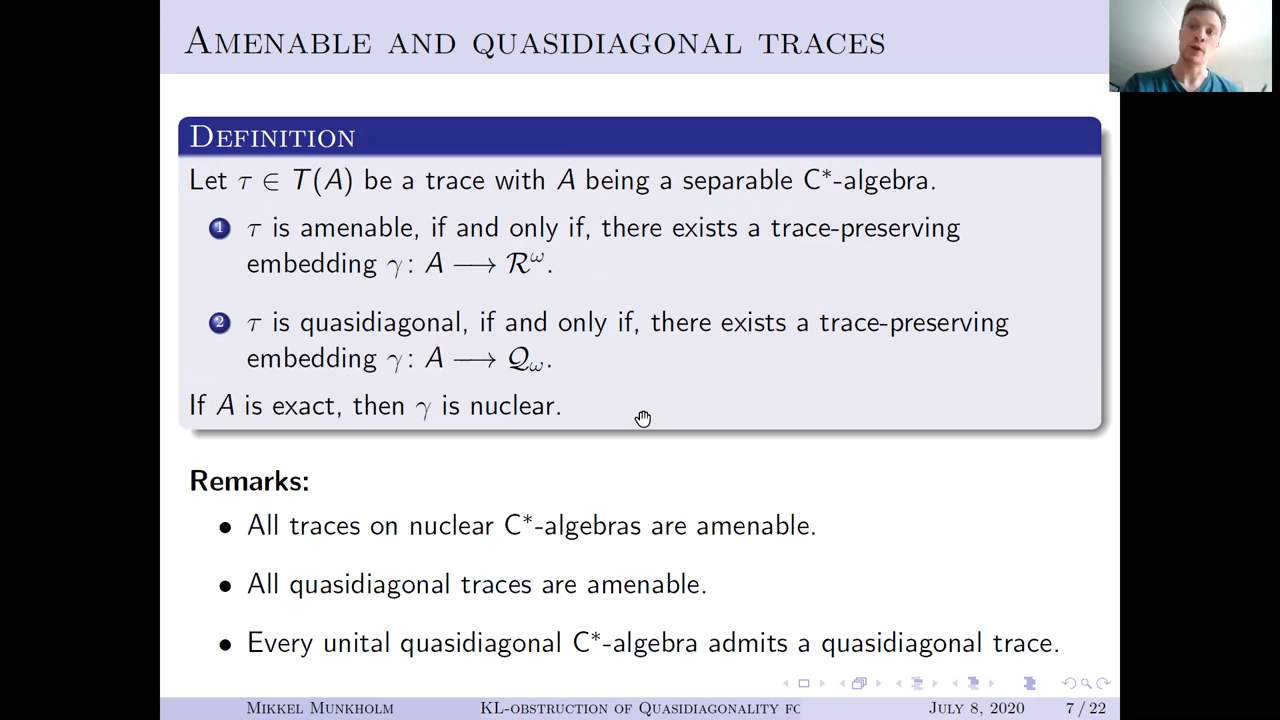 Amenable and quasidiagonal traces
Definition
Let τ ∈ T(A) be a trace with A being a separable C*-algebra.
1 τ is amenable, if and only if, there exists a trace-preserving
embedding γ: A ⟶ ℛ^ω.
2 τ is quasidiagonal, if and only if, there exists a trace-preserving
embedding γ: A ⟶ 𝒬_ω.
If A is exact, then γ is nuclear.
Remarks:
• All traces on nuclear C*-algebras are amenable.
• All quasidiagonal traces are amenable.
• Every unital quasidiagonal C*-algebra admits a quasidiagonal trace.
Mikkel Munkholm KL-obstruction of Quasidiagonality fo July 8, 2020 7 / 22